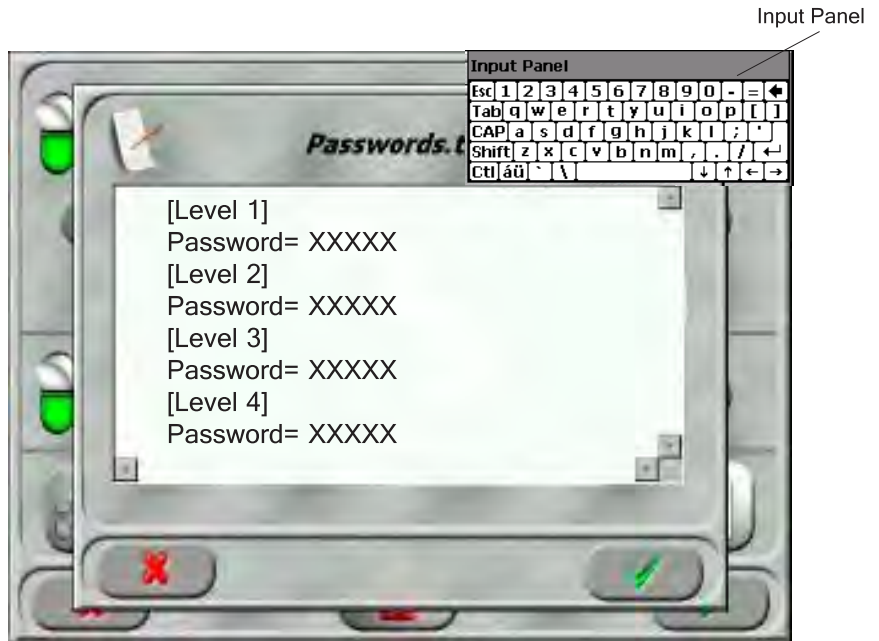 Input Panel
Input Panel
Esc 1 2 3 4 5 6 7 8 9 0 - =
Tab q w e r t y u i o p [ ]
CAP a s d f g h j k l ; '
Shift z x c v b n m , . /
Ctl áü ` \
Passwords.t
[Level 1]
Password= XXXXX
[Level 2]
Password= XXXXX
[Level 3]
Password= XXXXX
[Level 4]
Password= XXXXX